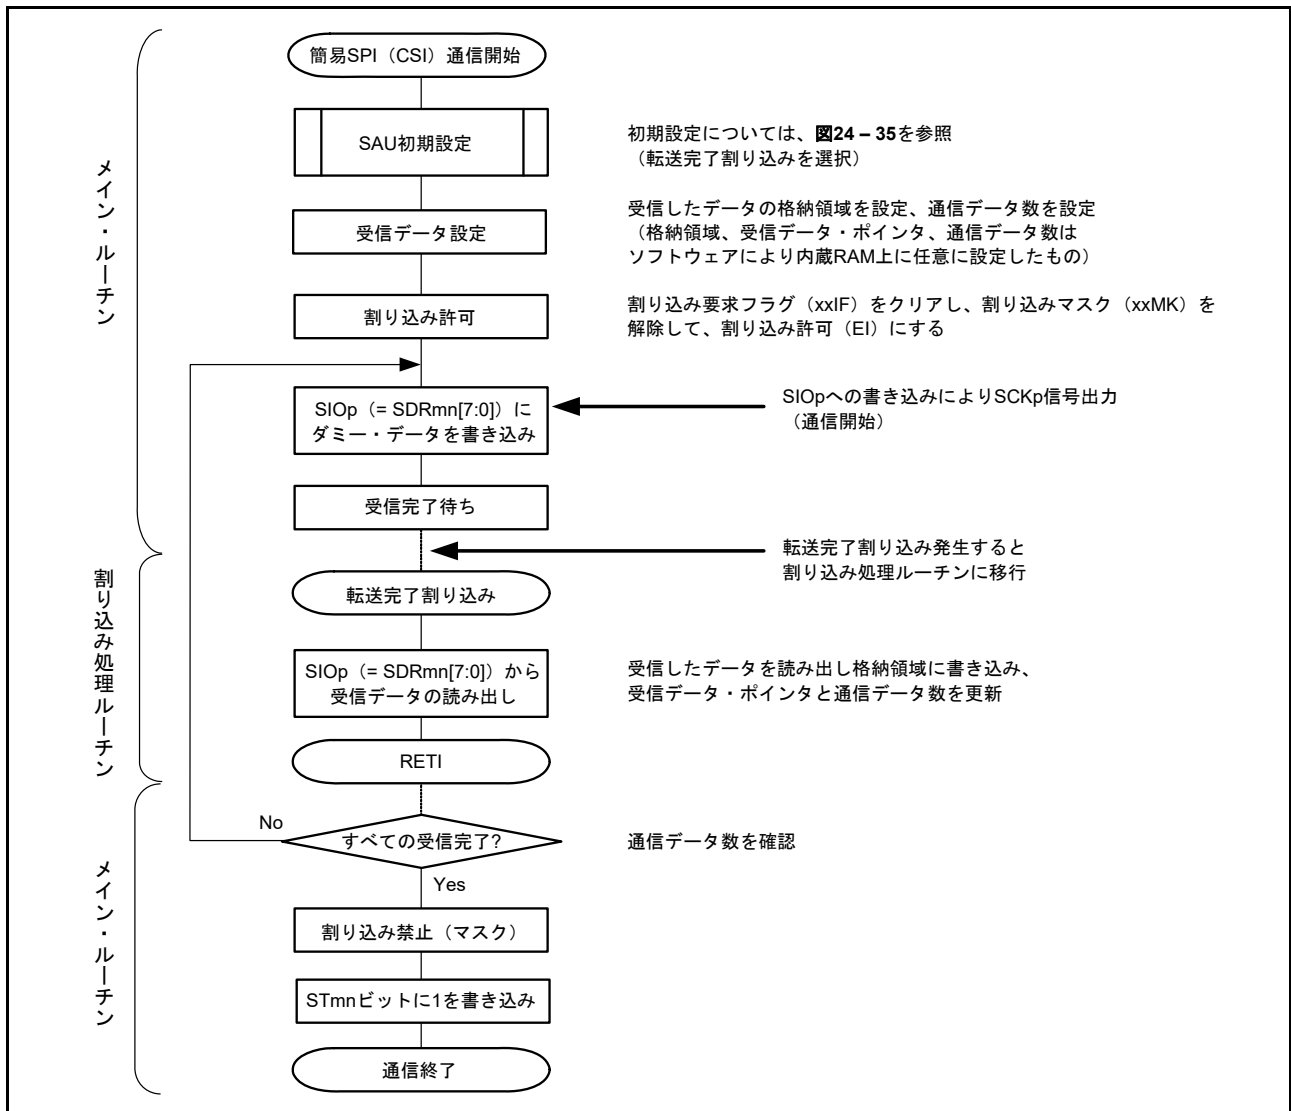 簡易SPI（CSI）通信開始
SAU初期設定
初期設定については、図24 – 35を参照
（転送完了割り込みを選択）
メイン・ルーチン
受信データ設定
受信したデータの格納領域を設定、通信データ数を設定
（格納領域、受信データ・ポインタ、通信データ数は
ソフトウェアにより内蔵RAM上に任意に設定したもの）
割り込み許可
割り込み要求フラグ（xxIF）をクリアし、割り込みマスク（xxMK）を
解除して、割り込み許可（EI）にする
SIOp（= SDRmn[7:0]）に
ダミー・データを書き込み
SIOpへの書き込みによりSCKp信号出力
（通信開始）
受信完了待ち
転送完了割り込み発生すると
割り込み処理ルーチンに移行
割り込み処理ルーチン
転送完了割り込み
SIOp（= SDRmn[7:0]）から
受信データの読み出し
受信したデータを読み出し格納領域に書き込み、
受信データ・ポインタと通信データ数を更新
RETI
No
すべての受信完了?
通信データ数を確認
Yes
メイン・ルーチン
割り込み禁止（マスク）
STmnビットに1を書き込み
通信終了